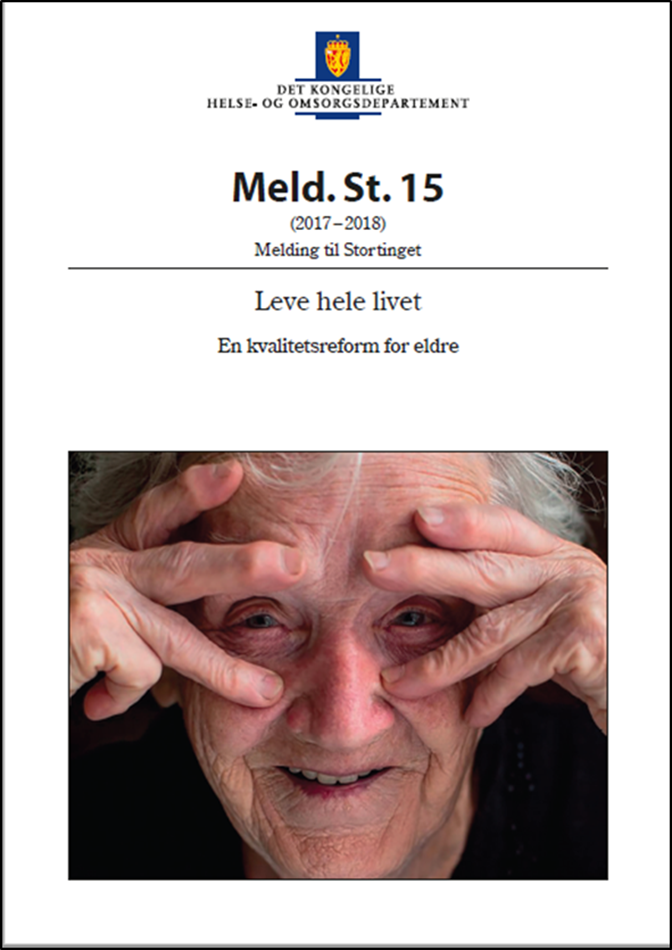 DET KONGELIGE
HELSE- OG OMSORGSDEPARTEMENT
Meld. St. 15
(2017–2018)
Melding til Stortinget
Leve hele livet
En kvalitetsreform for eldre